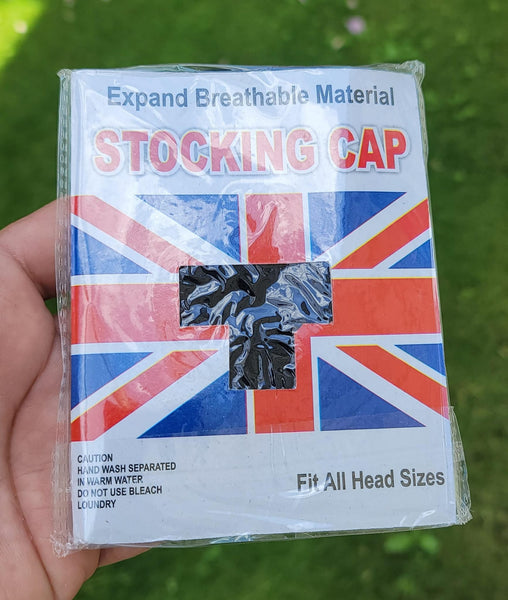 Expand Breathable Material
STOCKING CAP
CAUTION
HAND WASH SEPARATED
IN WARM WATER
DO NOT USE BLEACH
LOUNDRY
Fit All Head Sizes